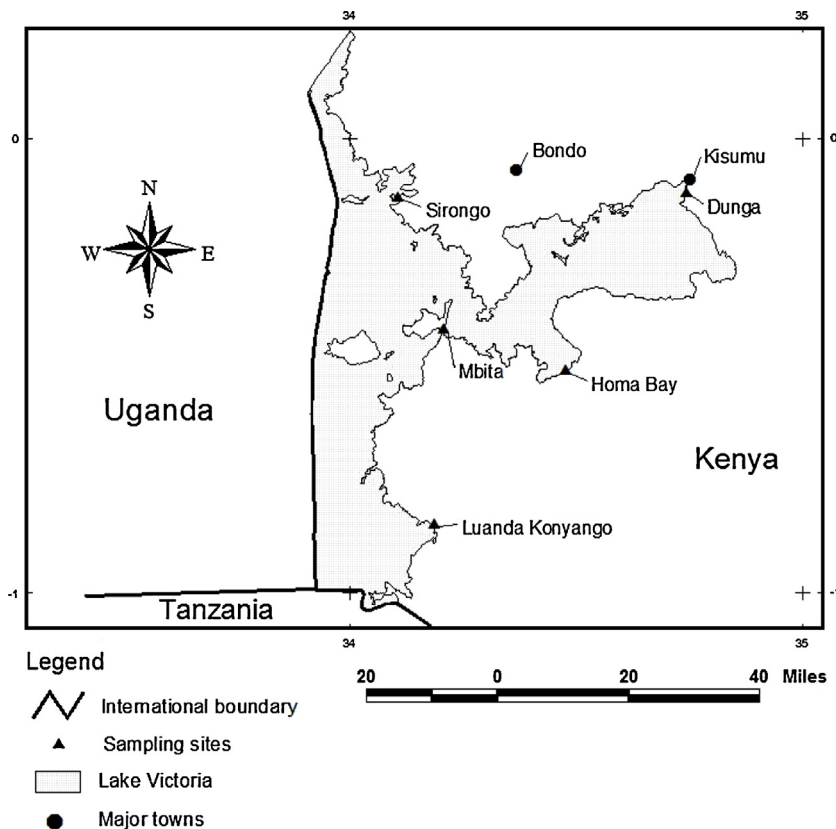 34 35
0 0
Bondo
Kisumu
Dunga
Sirongo
N
W E
S
Mbita
Homa Bay
Uganda
Kenya
Luanda Konyango
-1
Tanzania
34 35
Legend
20 0 20 40 Miles
International boundary
Sampling sites
Lake Victoria
Major towns